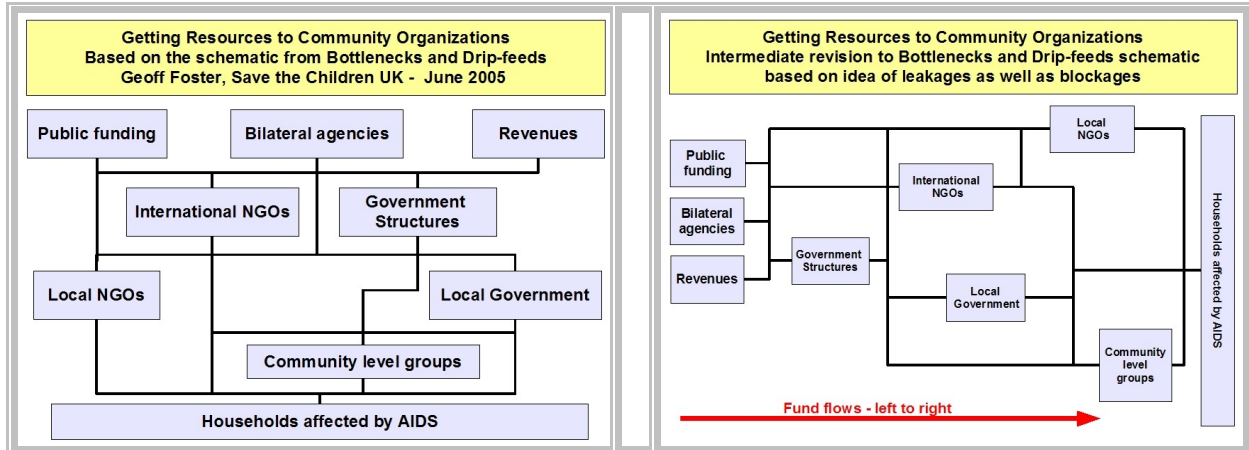 Getting Resources to Community Organizations
Based on the schematic from Bottlenecks and Drip-feeds
Geoff Foster, Save the Children UK - June 2005
Public funding
Bilateral agencies
Revenues
International NGOs
Government
Structures
Local NGOs
Local Government
Community level groups
Households affected by AIDS
Getting Resources to Community Organizations
Intermediate revision to Bottlenecks and Drip-feeds schematic
based on idea of leakages as well as blockages
Local
NGOs
Public
funding
International
NGOs
Bilateral
agencies
Government
Structures
Revenues
Local
Government
Community
level
groups
Households affected by AIDS
Fund flows - left to right